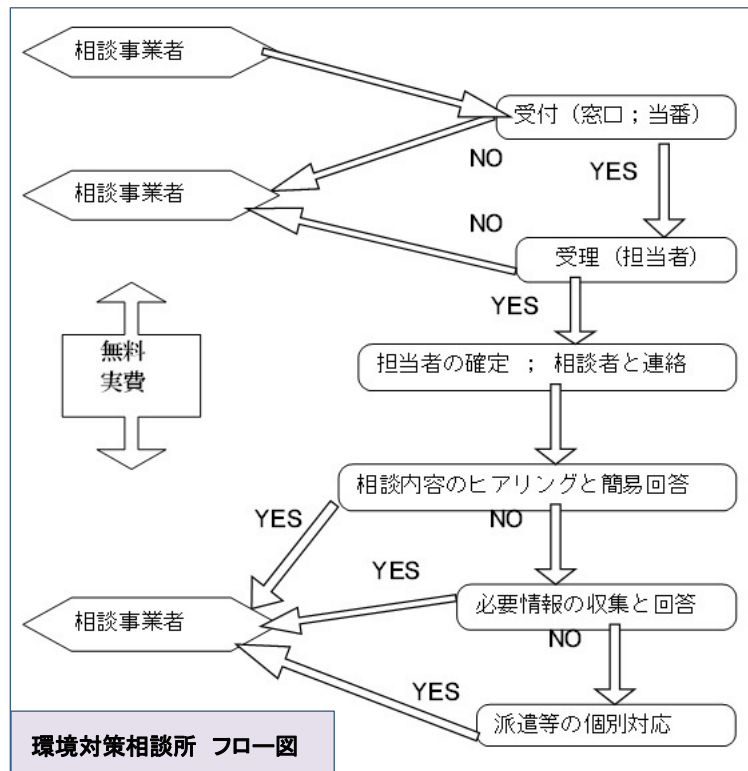 相談事業者
受付（窓口；当番）
NO
YES
相談事業者
NO
受理（担当者）
YES
無料
実費
担当者の確定 ； 相談者と連絡
相談内容のヒアリングと簡易回答
YES
NO
YES
必要情報の収集と回答
相談事業者
NO
YES
派遣等の個別対応
環境対策相談所 フロー図